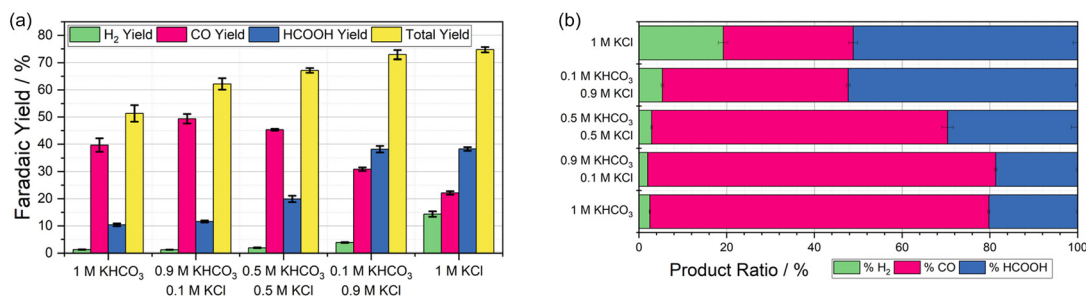 (a)
H₂ Yield CO Yield HCOOH Yield Total Yield
Faradaic Yield / %
80
70
60
50
40
30
20
10
0
1 M KHCO₃ 0.9 M KHCO₃ 0.5 M KHCO₃ 0.1 M KHCO₃ 1 M KCl
0.1 M KCl 0.5 M KCl 0.9 M KCl
(b)
1 M KCl
0.1 M KHCO₃
0.9 M KCl
0.5 M KHCO₃
0.5 M KCl
0.9 M KHCO₃
0.1 M KCl
1 M KHCO₃
0 20 40 60 80 100
Product Ratio / %
% H₂ % CO % HCOOH